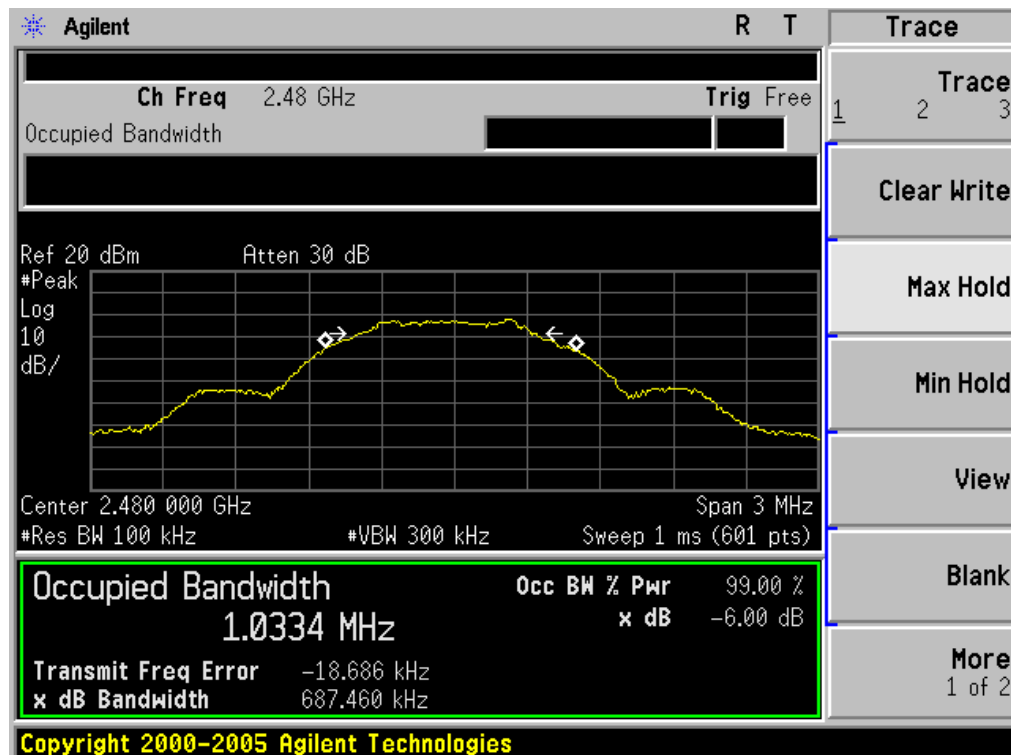 Agilent R T
Ch Freq 2.48 GHz Trig Free
Occupied Bandwidth
Ref 20 dBm Atten 30 dB
#Peak
Log
10
dB/
Center 2.480 000 GHz Span 3 MHz
#Res BW 100 kHz #VBW 300 kHz Sweep 1 ms (601 pts)
Occupied Bandwidth
1.0334 MHz
Occ BW % Pwr 99.00 %
x dB -6.00 dB
Transmit Freq Error -18.686 kHz
x dB Bandwidth 687.460 kHz
Copyright 2000-2005 Agilent Technologies
Trace
Trace
1 2 3
Clear Write
Max Hold
Min Hold
View
Blank
More
1 of 2